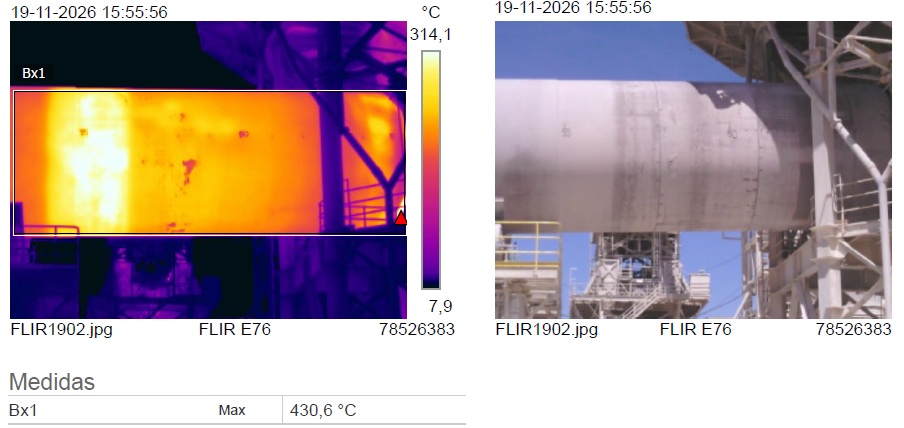 19-11-2026 15:55:56
°C
314,1
Bx1
7,9
FLIR1902.jpg FLIR E76 78526383
19-11-2026 15:55:56
FLIR1902.jpg FLIR E76 78526383
Medidas
Bx1 Max 430,6 °C